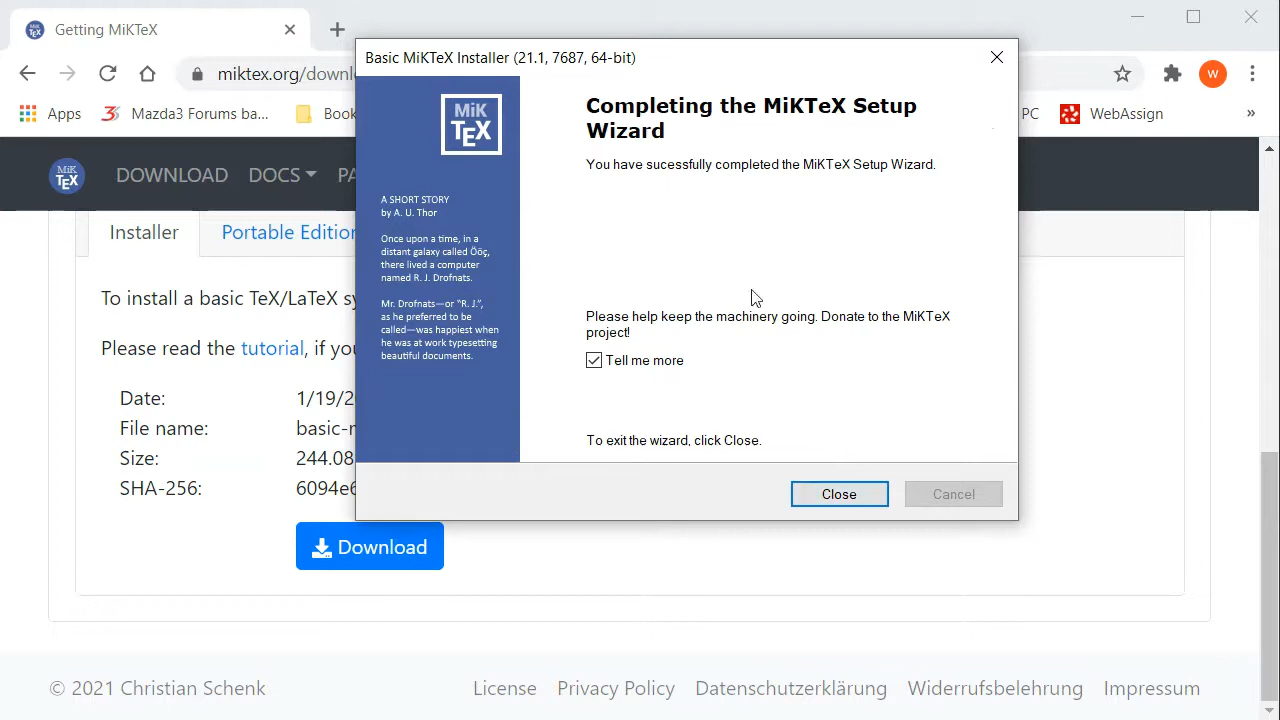 Getting MiKTeX
miktex.org/downl
W
Apps
Mazda3 Forums ba...
Book
PC
WebAssign
»
MiK
TEX
DOWNLOAD
DOCS
PA
Installer
Portable Edition
To install a basic TeX/LaTeX sy
Please read the tutorial, if you
Date: 1/19/2
File name: basic-m
Size: 244.08
SHA-256: 6094e6
Download
© 2021 Christian Schenk
License Privacy Policy Datenschutzerklärung Widerrufsbelehrung Impressum
Basic MiKTeX Installer (21.1, 7687, 64-bit)
MiK
TEX
A SHORT STORY
by A. U. Thor
Once upon a time, in a
distant galaxy called Ööç,
there lived a computer
named R. J. Drofnats.
Mr. Drofnats—or “R. J.”,
as he preferred to be
called—was happiest when
he was at work typesetting
beautiful documents.
Completing the MiKTeX Setup
Wizard
You have sucessfully completed the MiKTeX Setup Wizard.
Please help keep the machinery going. Donate to the MiKTeX
project!
Tell me more
To exit the wizard, click Close.
Close
Cancel